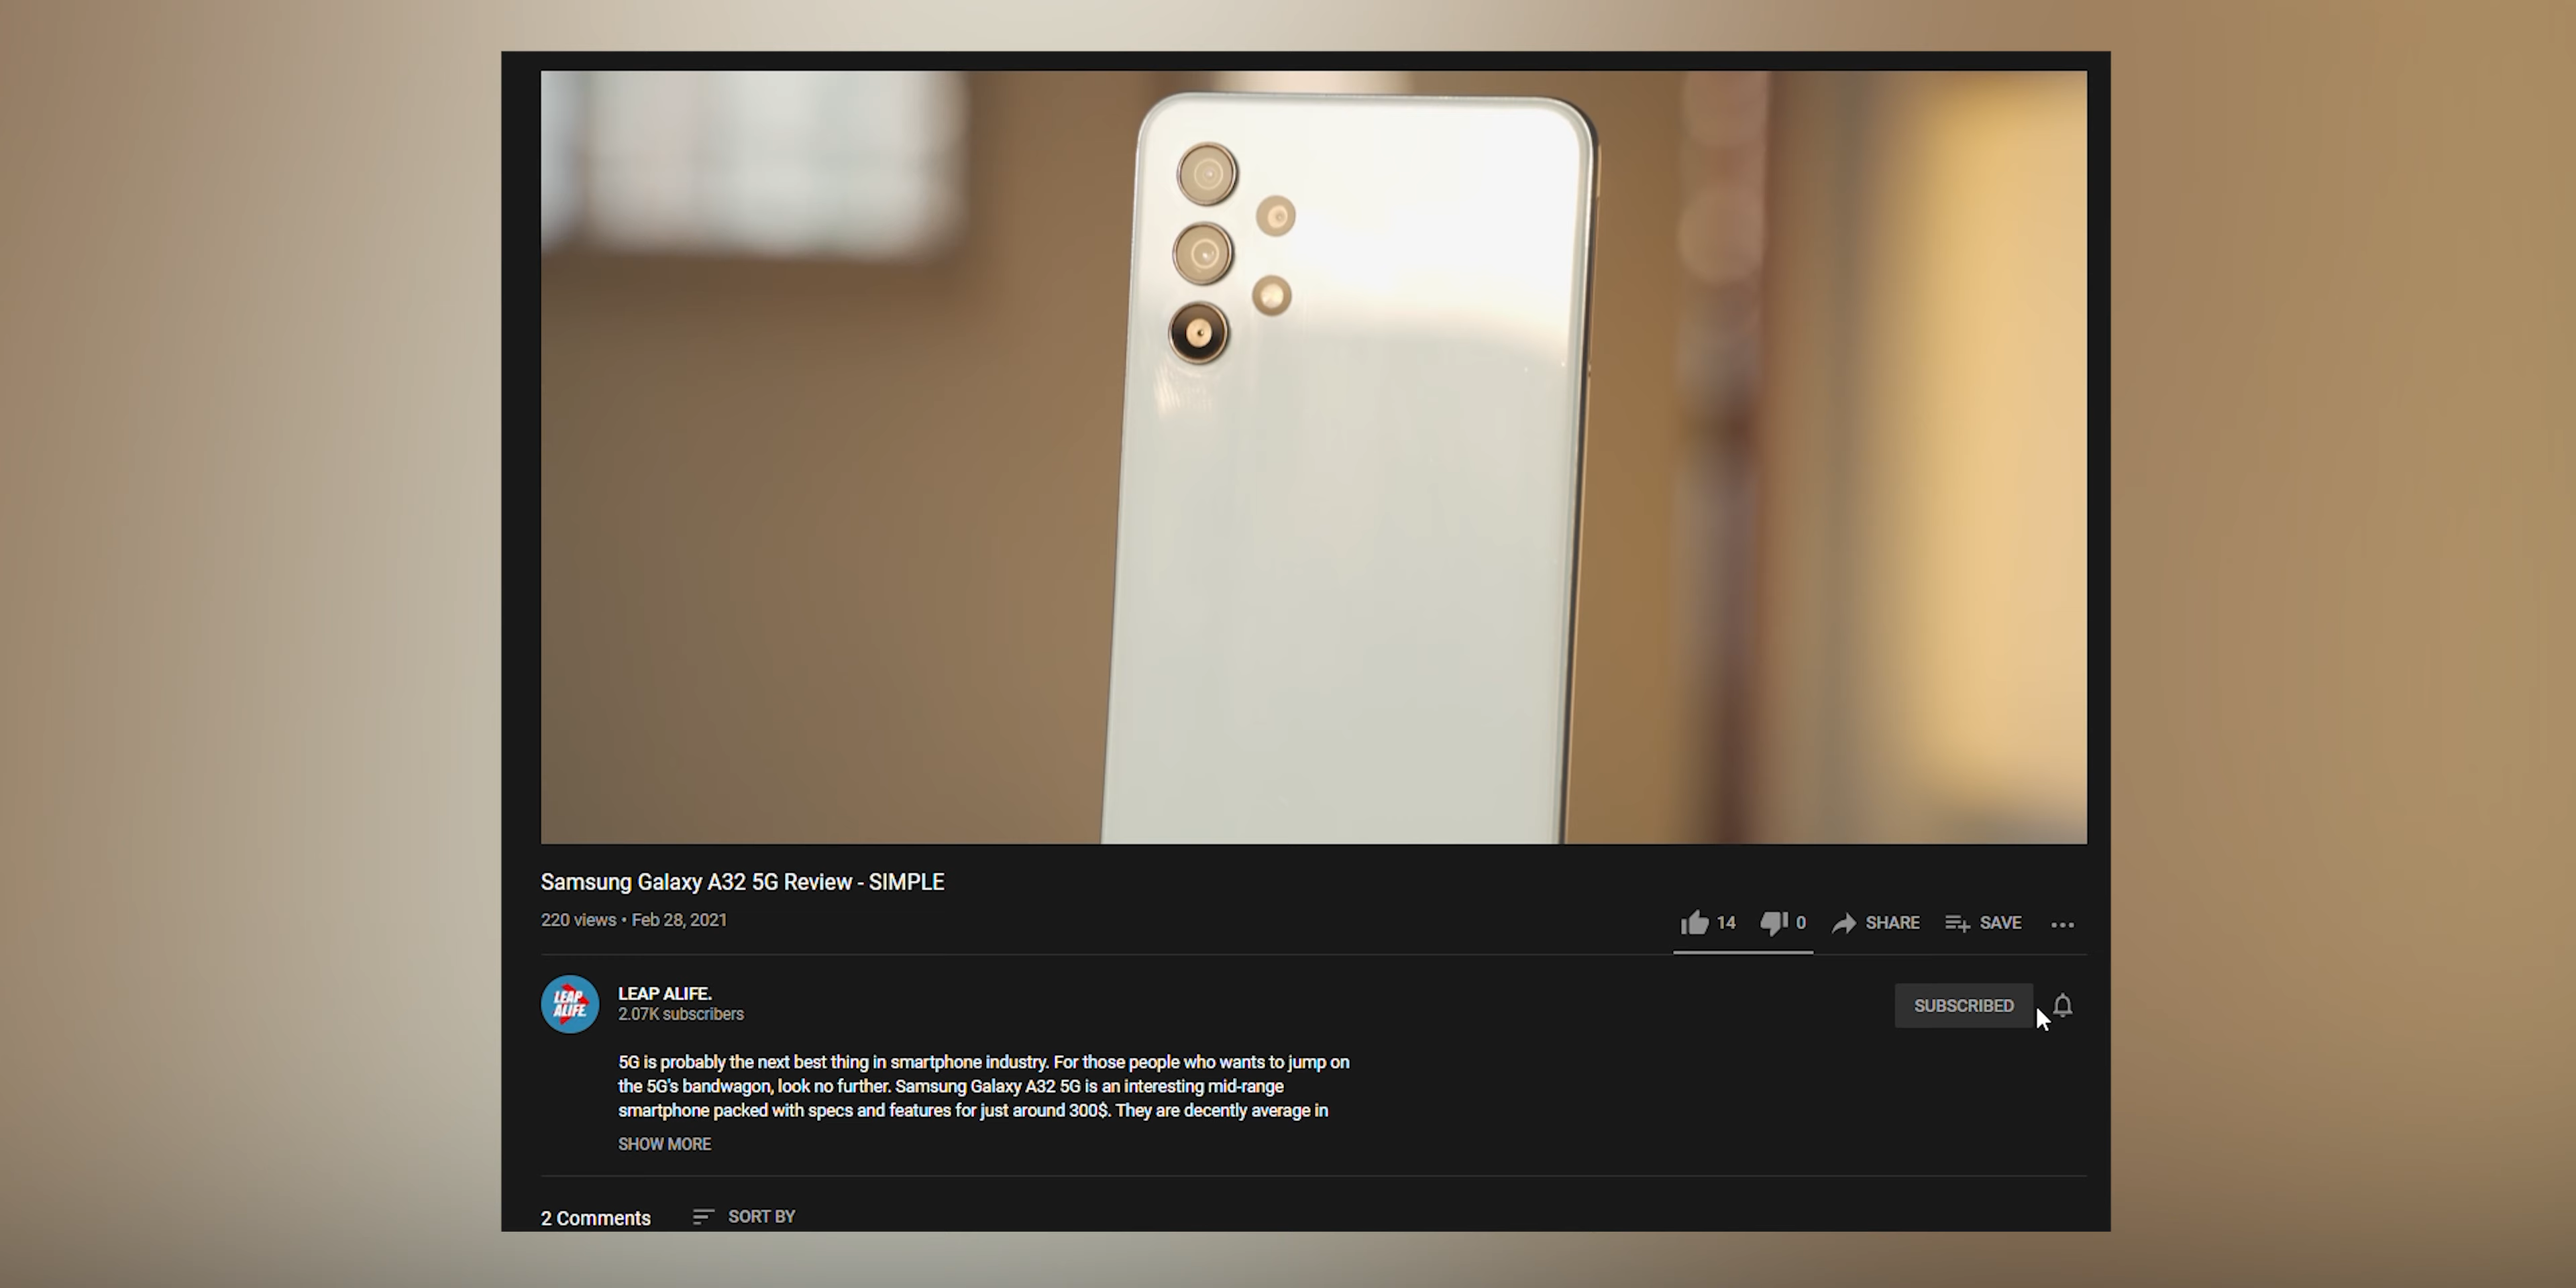 Samsung Galaxy A32 5G Review - SIMPLE
220 views • Feb 28, 2021
14 0 SHARE SAVE
LEAP ALIFE
LEAP ALIFE.
2.07K subscribers
SUBSCRIBED
5G is probably the next best thing in smartphone industry. For those people who wants to jump on
the 5G's bandwagon, look no further. Samsung Galaxy A32 5G is an interesting mid-range
smartphone packed with specs and features for just around 300$. They are decently average in
SHOW MORE
2 Comments SORT BY